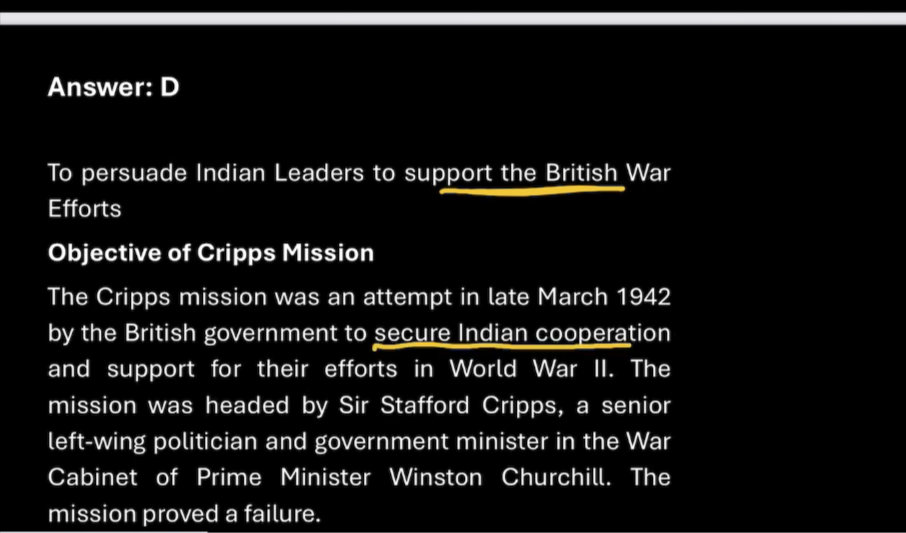 Answer: D
To persuade Indian Leaders to support the British War
Efforts
Objective of Cripps Mission
The Cripps mission was an attempt in late March 1942
by the British government to secure Indian cooperation
and support for their efforts in World War II. The
mission was headed by Sir Stafford Cripps, a senior
left-wing politician and government minister in the War
Cabinet of Prime Minister Winston Churchill. The
mission proved a failure.